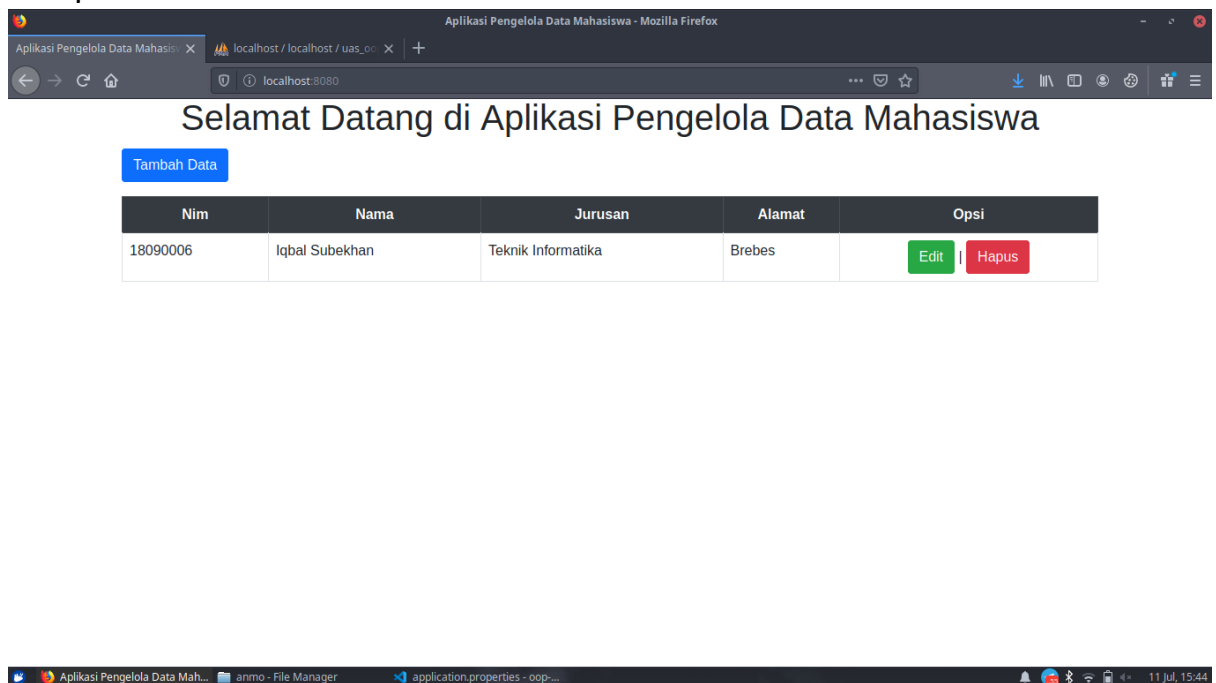 Aplikasi Pengelola Data Mahasiswa - Mozilla Firefox
Aplikasi Pengelola Data Mahasis
localhost / localhost / uas_oo
localhost:8080
Selamat Datang di Aplikasi Pengelola Data Mahasiswa
Tambah Data
Nim Nama Jurusan Alamat Opsi
18090006 Iqbal Subekhan Teknik Informatika Brebes Edit | Hapus
Aplikasi Pengelola Data Mah... anmo - File Manager application.properties - oop-... 11 Jul, 15:44